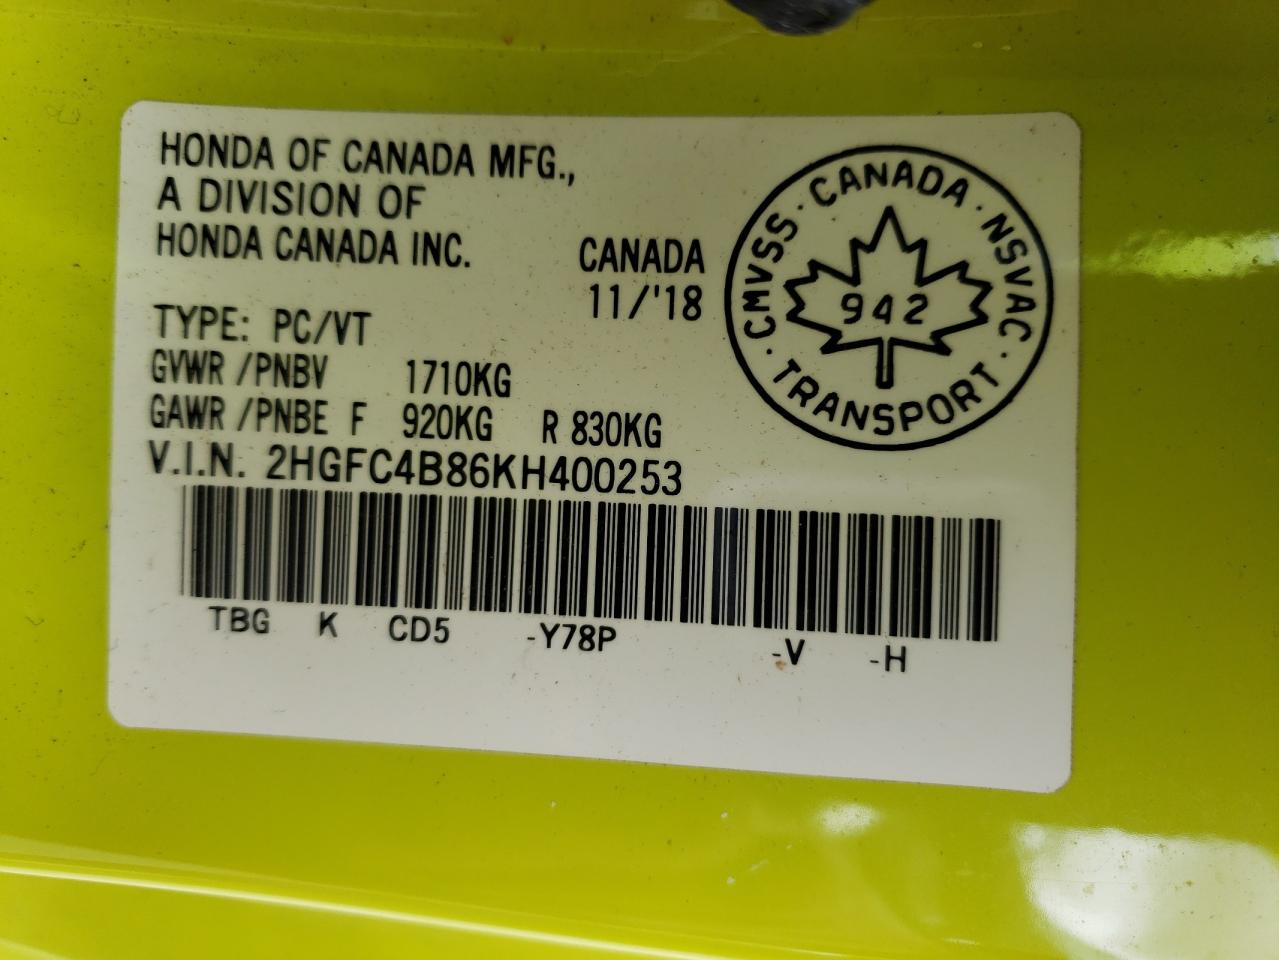 HONDA OF CANADA MFG.,
A DIVISION OF
HONDA CANADA INC.
CANADA
11/'18
TYPE: PC/VT
GVWR /PNBV 1710KG
GAWR /PNBE F 920KG R 830KG
V.I.N. 2HGFC4B86KH400253
TBG K CD5 -Y78P -V -H
CMVSS · CANADA · NSVAC ·
942
TRANSPORT ·